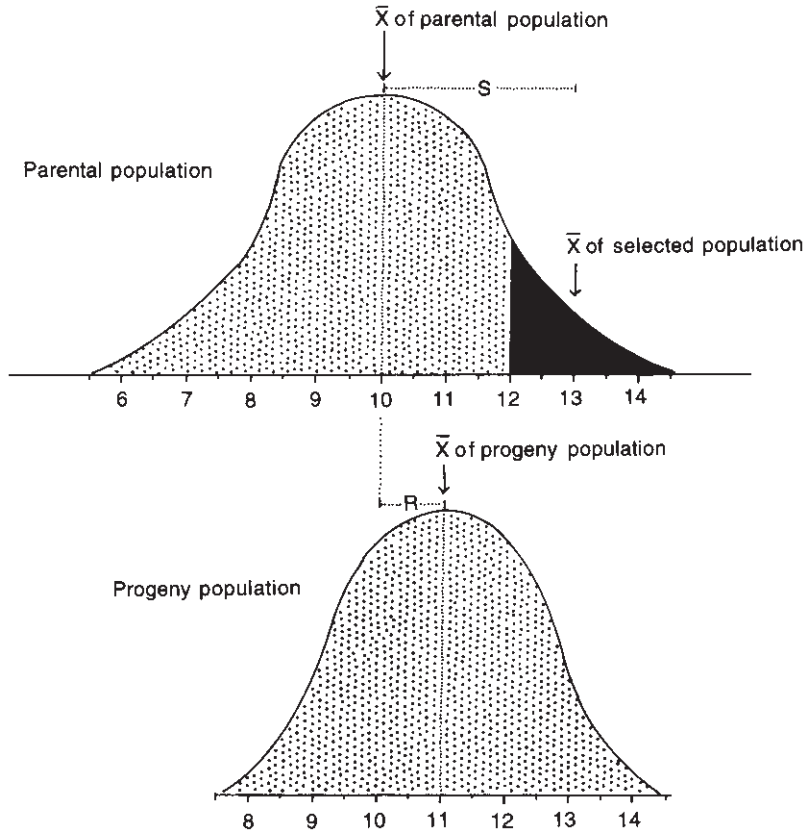 X̄ of parental population
S
Parental population
X̄ of selected population
6 7 8 9 10 11 12 13 14
X̄ of progeny population
R
Progeny population
8 9 10 11 12 13 14